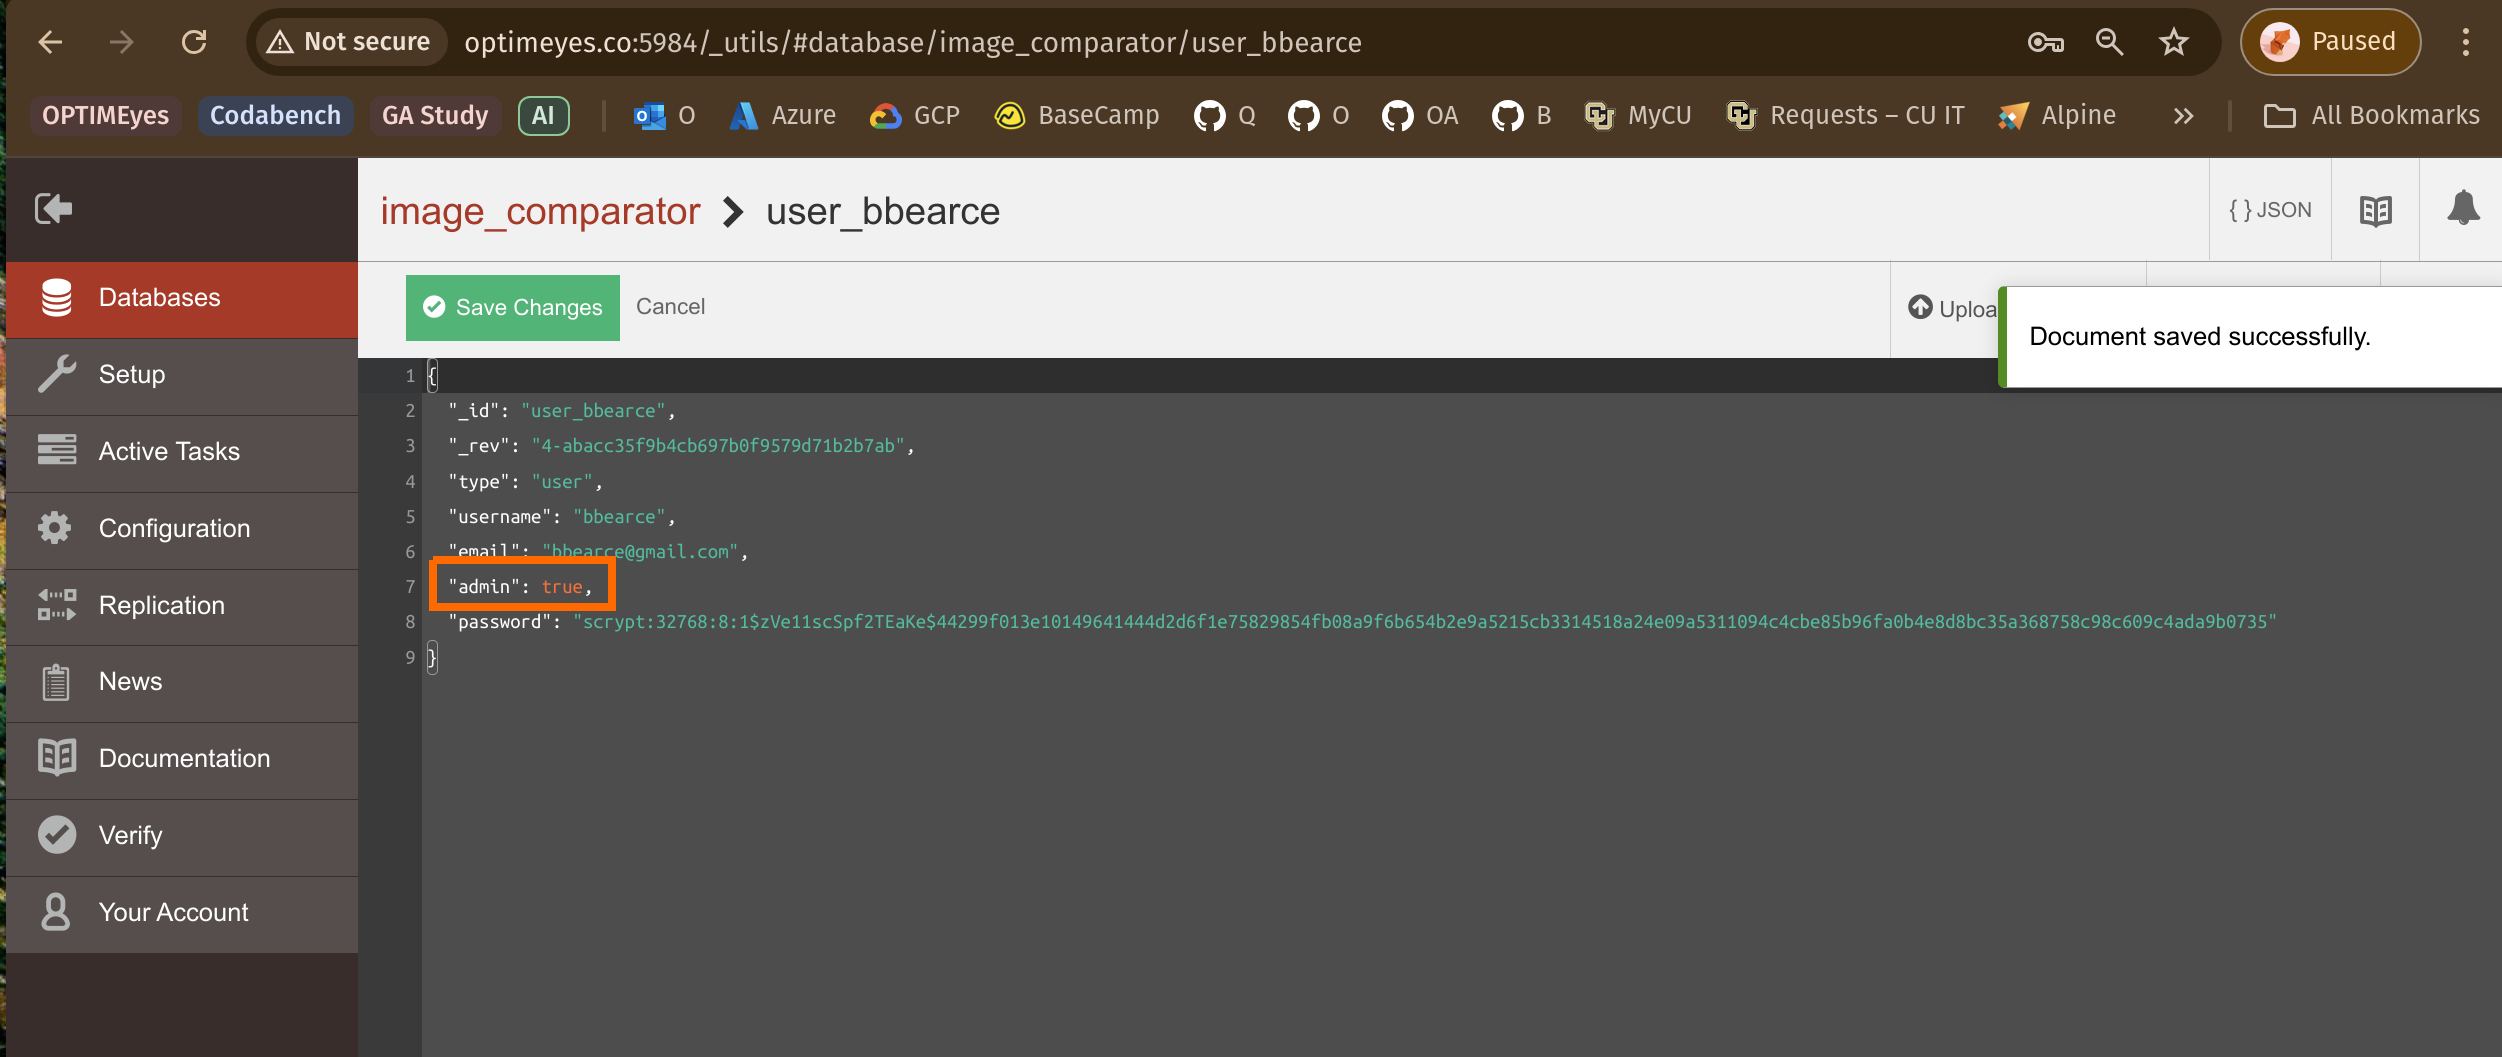 Not secure optimeyes.co:5984/_utils/#database/image_comparator/user_bbearce Paused
OPTIMEyes Codabench GA Study AI O Azure GCP BaseCamp Q O OA B MyCU Requests – CU IT Alpine All Bookmarks
image_comparator user_bbearce { } JSON
Databases
Save Changes Cancel Uploa
Document saved successfully.
Setup
Active Tasks
Configuration
Replication
News
Documentation
Verify
Your Account
1 {
2 "_id": "user_bbearce",
3 "_rev": "4-abacc35f9b4cb697b0f9579d71b2b7ab",
4 "type": "user",
5 "username": "bbearce",
6 "email": "bbearce@gmail.com",
7 "admin": true,
8 "password": "scrypt:32768:8:1$zVe11scSpf2TEaKe$44299f013e10149641444d2d6f1e75829854fb08a9f6b654b2e9a5215cb3314518a24e09a5311094c4cbe85b96fa0b4e8d8bc35a368758c98c609c4ada9b0735"
9 }